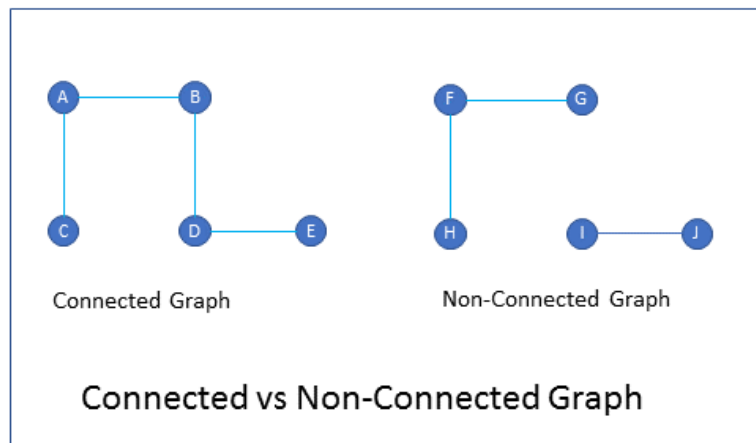 A B F G
C D E H I J
Connected Graph Non-Connected Graph
Connected vs Non-Connected Graph